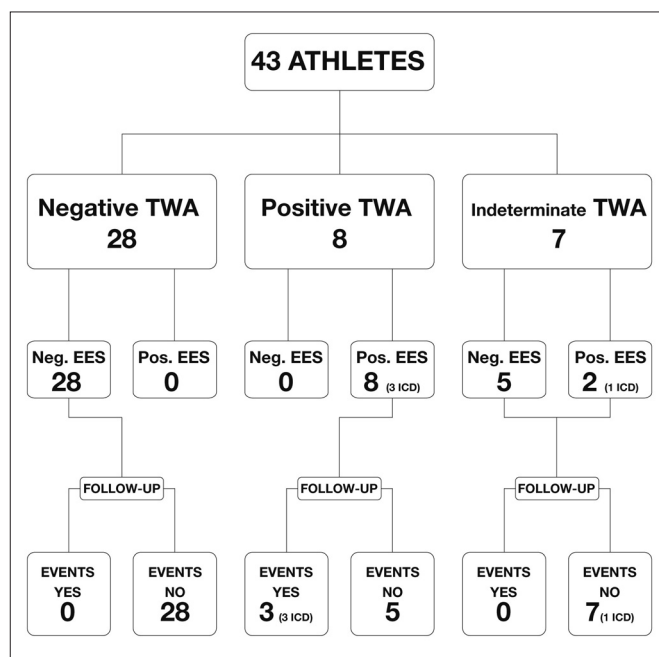 43 ATHLETES
Negative TWA
28
Positive TWA
8
Indeterminate TWA
7
Neg. EES
28
Pos. EES
0
Neg. EES
0
Pos. EES
8 (3 ICD)
Neg. EES
5
Pos. EES
2 (1 ICD)
FOLLOW-UP
FOLLOW-UP
FOLLOW-UP
EVENTS
YES
0
EVENTS
NO
28
EVENTS
YES
3 (3 ICD)
EVENTS
NO
5
EVENTS
YES
0
EVENTS
NO
7 (1 ICD)